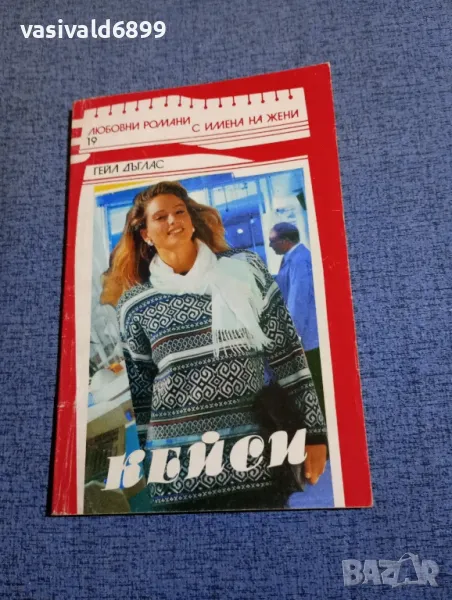 vasivald6899
ЛЮБОВНИ РОМАНИ
19 С ИМЕНА НА ЖЕНИ
ГЕЙЛ ДЪГЛАС
КЕЙСИ
BAZAR